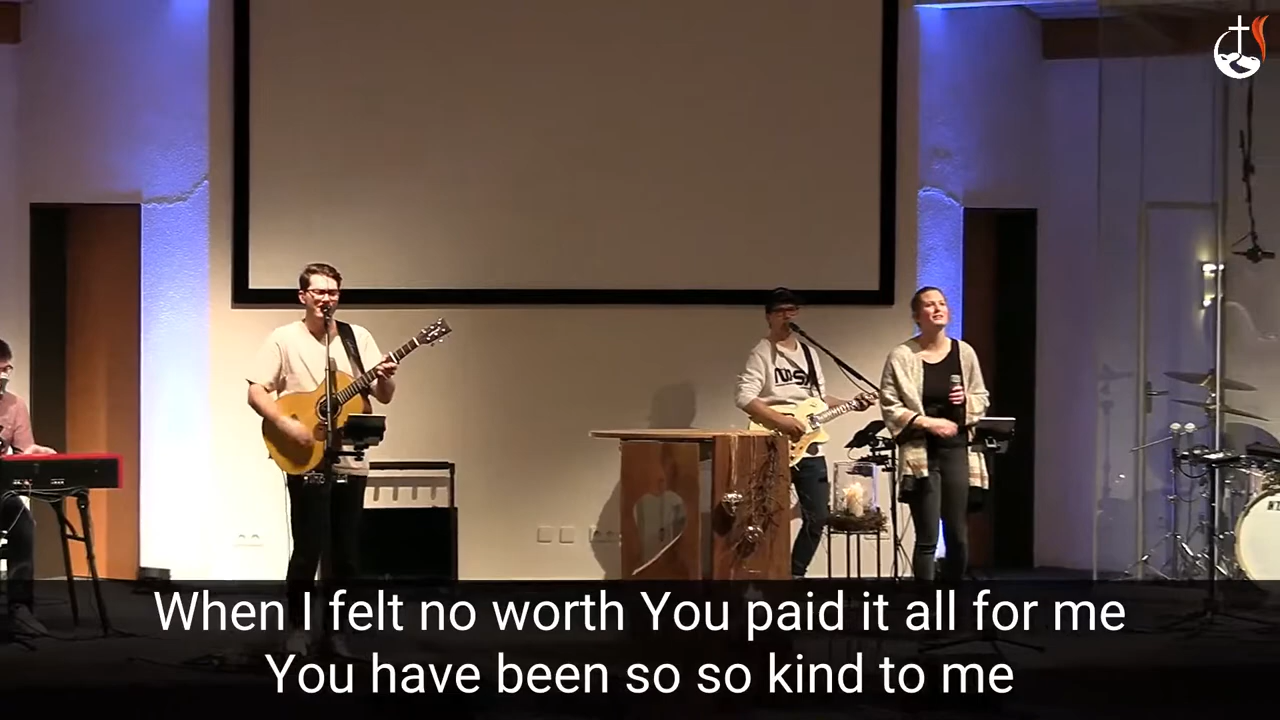 When I felt no worth You paid it all for me
You have been so so kind to me